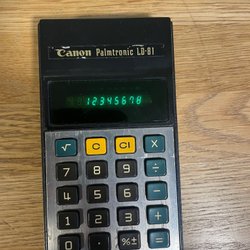 Canon Palmtronic LD-81
12345678
√ C CI X
7 8 9 ÷
4 5 6 -
1 2 3 +
0 . %± =